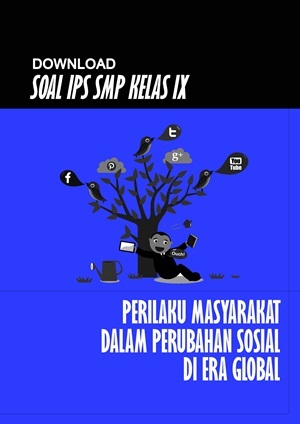 DOWNLOAD
SOAL IPS SMP KELAS IX
t
g+
P
You
Tube
f
Ouch!
PERILAKU MASYARAKAT
DALAM PERUBAHAN SOSIAL
DI ERA GLOBAL